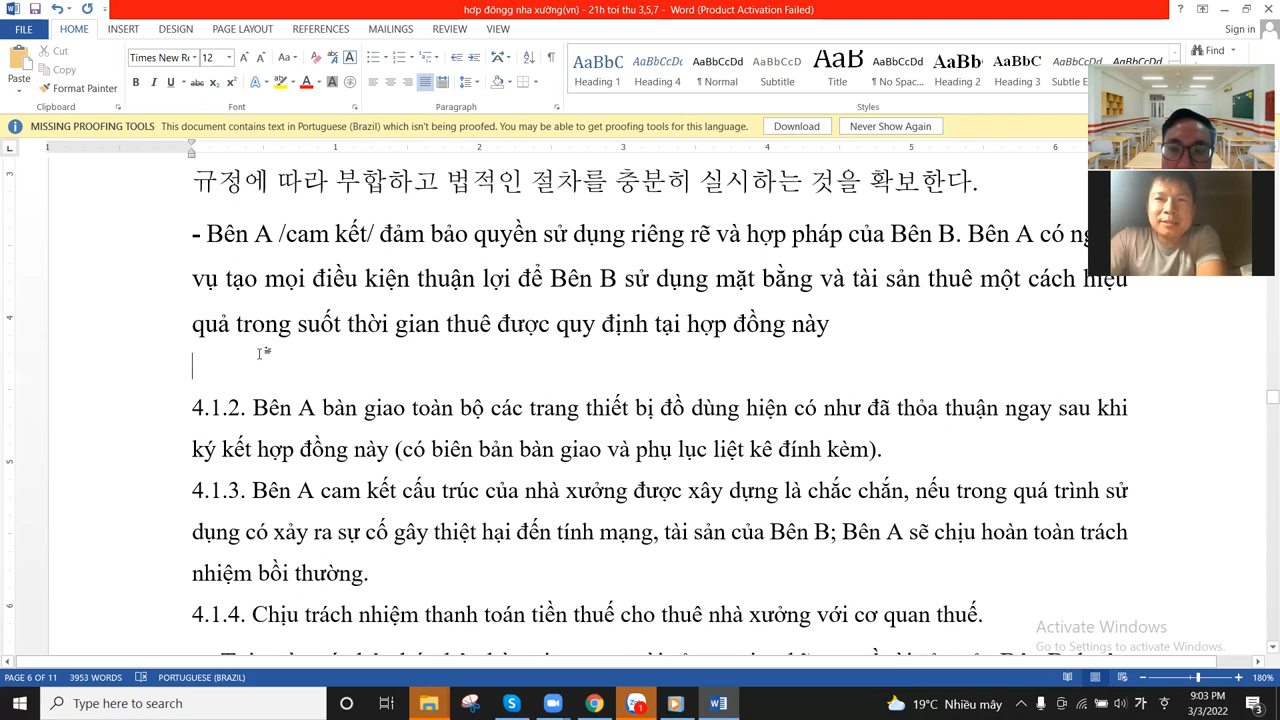 hợp đồngg nha xưởng(vn) - 21h toi thu 3,5,7 - Word (Product Activation Failed)
FILE HOME INSERT DESIGN PAGE LAYOUT REFERENCES MAILINGS REVIEW VIEW Sign in
Paste Cut Copy Format Painter Clipboard
Times New Ro 12 Font
Paragraph
AaBbC Heading 1 AaBbCcD Heading 4 AaBbCcD ¶ Normal AaBbCcD Subtitle AaB Title AaBbCcD ¶ No Spac... AaBbC Heading 2 AaBbC Heading 3 AaBbCcD AaBbCcD
Styles
Find
MISSING PROOFING TOOLS This document contains text in Portuguese (Brazil) which isn't being proofed. You may be able to get proofing tools for this language. Download Never Show Again
규정에 따라 부합하고 법적인 절차를 충분히 실시하는 것을 확보한다.
- Bên A /cam kết/ đảm bảo quyền sử dụng riêng rẽ và hợp pháp của Bên B. Bên A có
vụ tạo mọi điều kiện thuận lợi để Bên B sử dụng mặt bằng và tài sản thuê một cách hiệu
quả trong suốt thời gian thuê được quy định tại hợp đồng này
4.1.2. Bên A bàn giao toàn bộ các trang thiết bị đồ dùng hiện có như đã thỏa thuận ngay sau khi
ký kết hợp đồng này (có biên bản bàn giao và phụ lục liệt kê đính kèm).
4.1.3. Bên A cam kết cấu trúc của nhà xưởng được xây dựng là chắc chắn, nếu trong quá trình sử
dụng có xảy ra sự cố gây thiệt hại đến tính mạng, tài sản của Bên B; Bên A sẽ chịu hoàn toàn trách
nhiệm bồi thường.
4.1.4. Chịu trách nhiệm thanh toán tiền thuế cho thuê nhà xưởng với cơ quan thuế.
Activate Windows
Go to Settings to activate Windows.
PAGE 6 OF 11 3953 WORDS PORTUGUESE (BRAZIL) 180%
Type here to search 19°C Nhiều mây 9:03 PM
3/3/2022